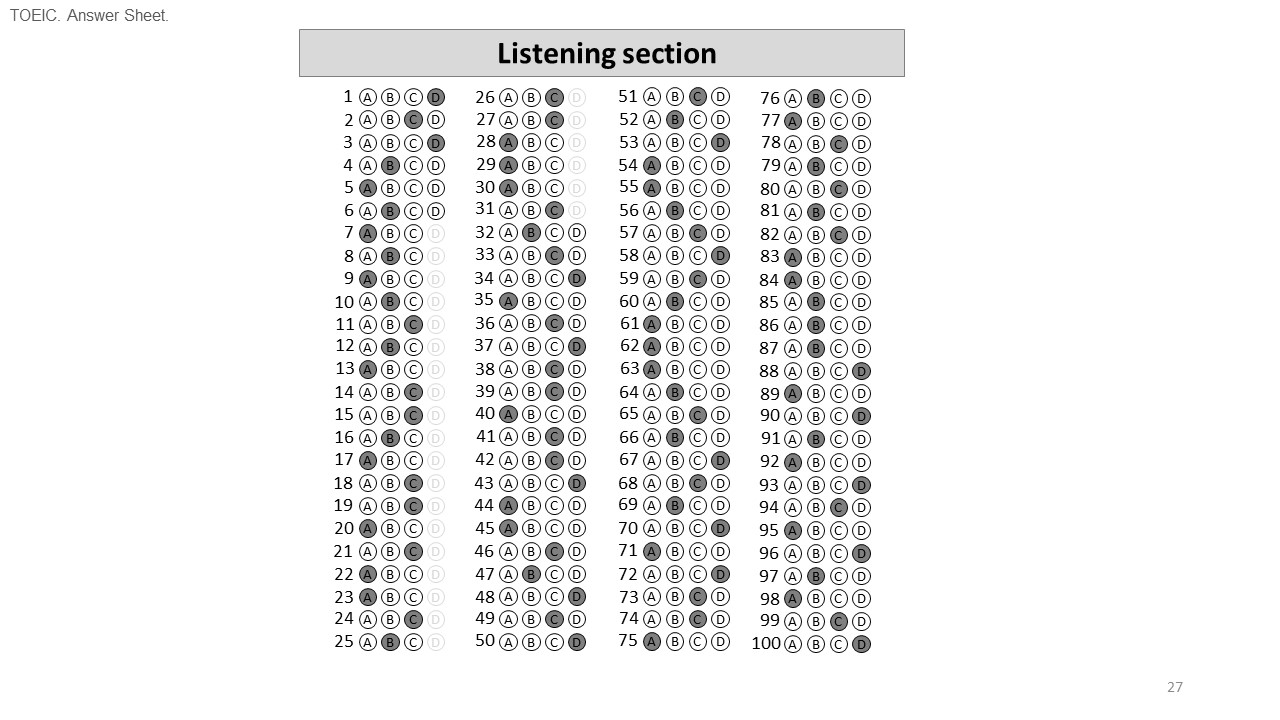 TOEIC. Answer Sheet.
Listening section
1 A B C D
2 A B C D
3 A B C D
4 A B C D
5 A B C D
6 A B C D
7 A B C D
8 A B C D
9 A B C D
10 A B C D
11 A B C D
12 A B C D
13 A B C D
14 A B C D
15 A B C D
16 A B C D
17 A B C D
18 A B C D
19 A B C D
20 A B C D
21 A B C D
22 A B C D
23 A B C D
24 A B C D
25 A B C D
26 A B C D
27 A B C D
28 A B C D
29 A B C D
30 A B C D
31 A B C D
32 A B C D
33 A B C D
34 A B C D
35 A B C D
36 A B C D
37 A B C D
38 A B C D
39 A B C D
40 A B C D
41 A B C D
42 A B C D
43 A B C D
44 A B C D
45 A B C D
46 A B C D
47 A B C D
48 A B C D
49 A B C D
50 A B C D
51 A B C D
52 A B C D
53 A B C D
54 A B C D
55 A B C D
56 A B C D
57 A B C D
58 A B C D
59 A B C D
60 A B C D
61 A B C D
62 A B C D
63 A B C D
64 A B C D
65 A B C D
66 A B C D
67 A B C D
68 A B C D
69 A B C D
70 A B C D
71 A B C D
72 A B C D
73 A B C D
74 A B C D
75 A B C D
76 A B C D
77 A B C D
78 A B C D
79 A B C D
80 A B C D
81 A B C D
82 A B C D
83 A B C D
84 A B C D
85 A B C D
86 A B C D
87 A B C D
88 A B C D
89 A B C D
90 A B C D
91 A B C D
92 A B C D
93 A B C D
94 A B C D
95 A B C D
96 A B C D
97 A B C D
98 A B C D
99 A B C D
100 A B C D
27